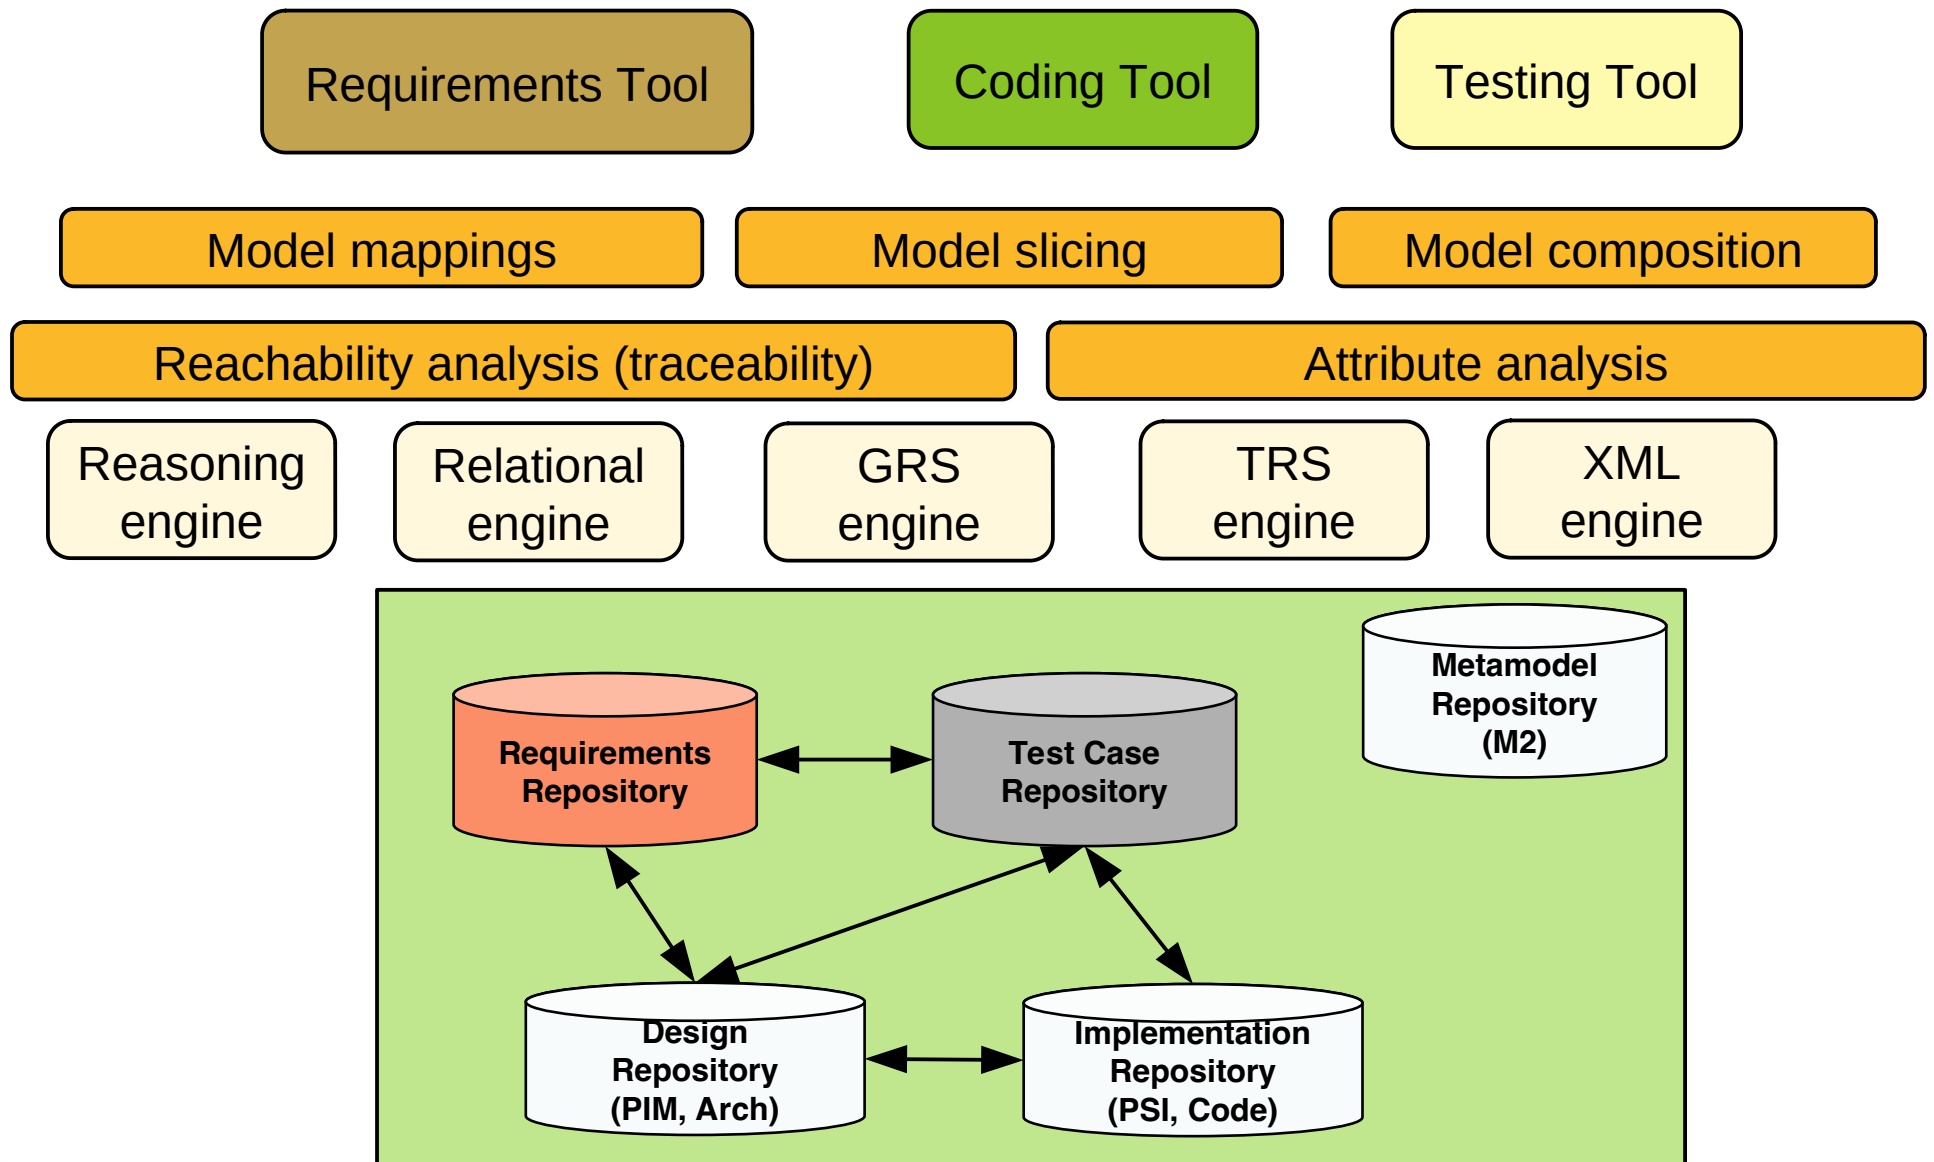 Requirements Tool
Coding Tool
Testing Tool
Model mappings
Model slicing
Model composition
Reachability analysis (traceability)
Attribute analysis
Reasoning
engine
Relational
engine
GRS
engine
TRS
engine
XML
engine
Metamodel
Repository
(M2)
Requirements
Repository
Test Case
Repository
Design
Repository
(PIM, Arch)
Implementation
Repository
(PSI, Code)